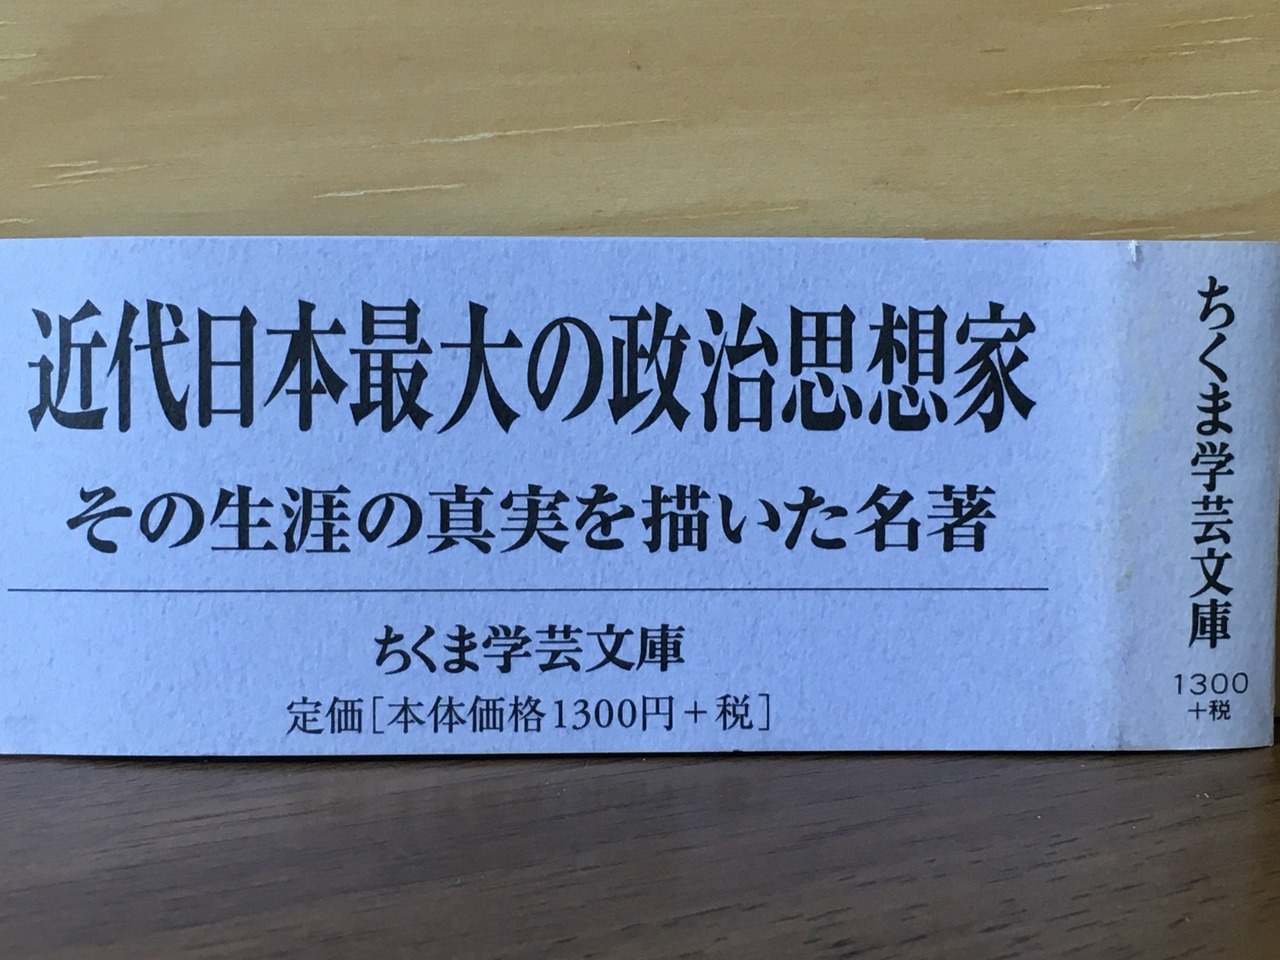 近代日本最大の政治思想家
その生涯の真実を描いた名著
ちくま学芸文庫
定価[本体価格1300円+税]
ちくま学芸文庫
1300
+税